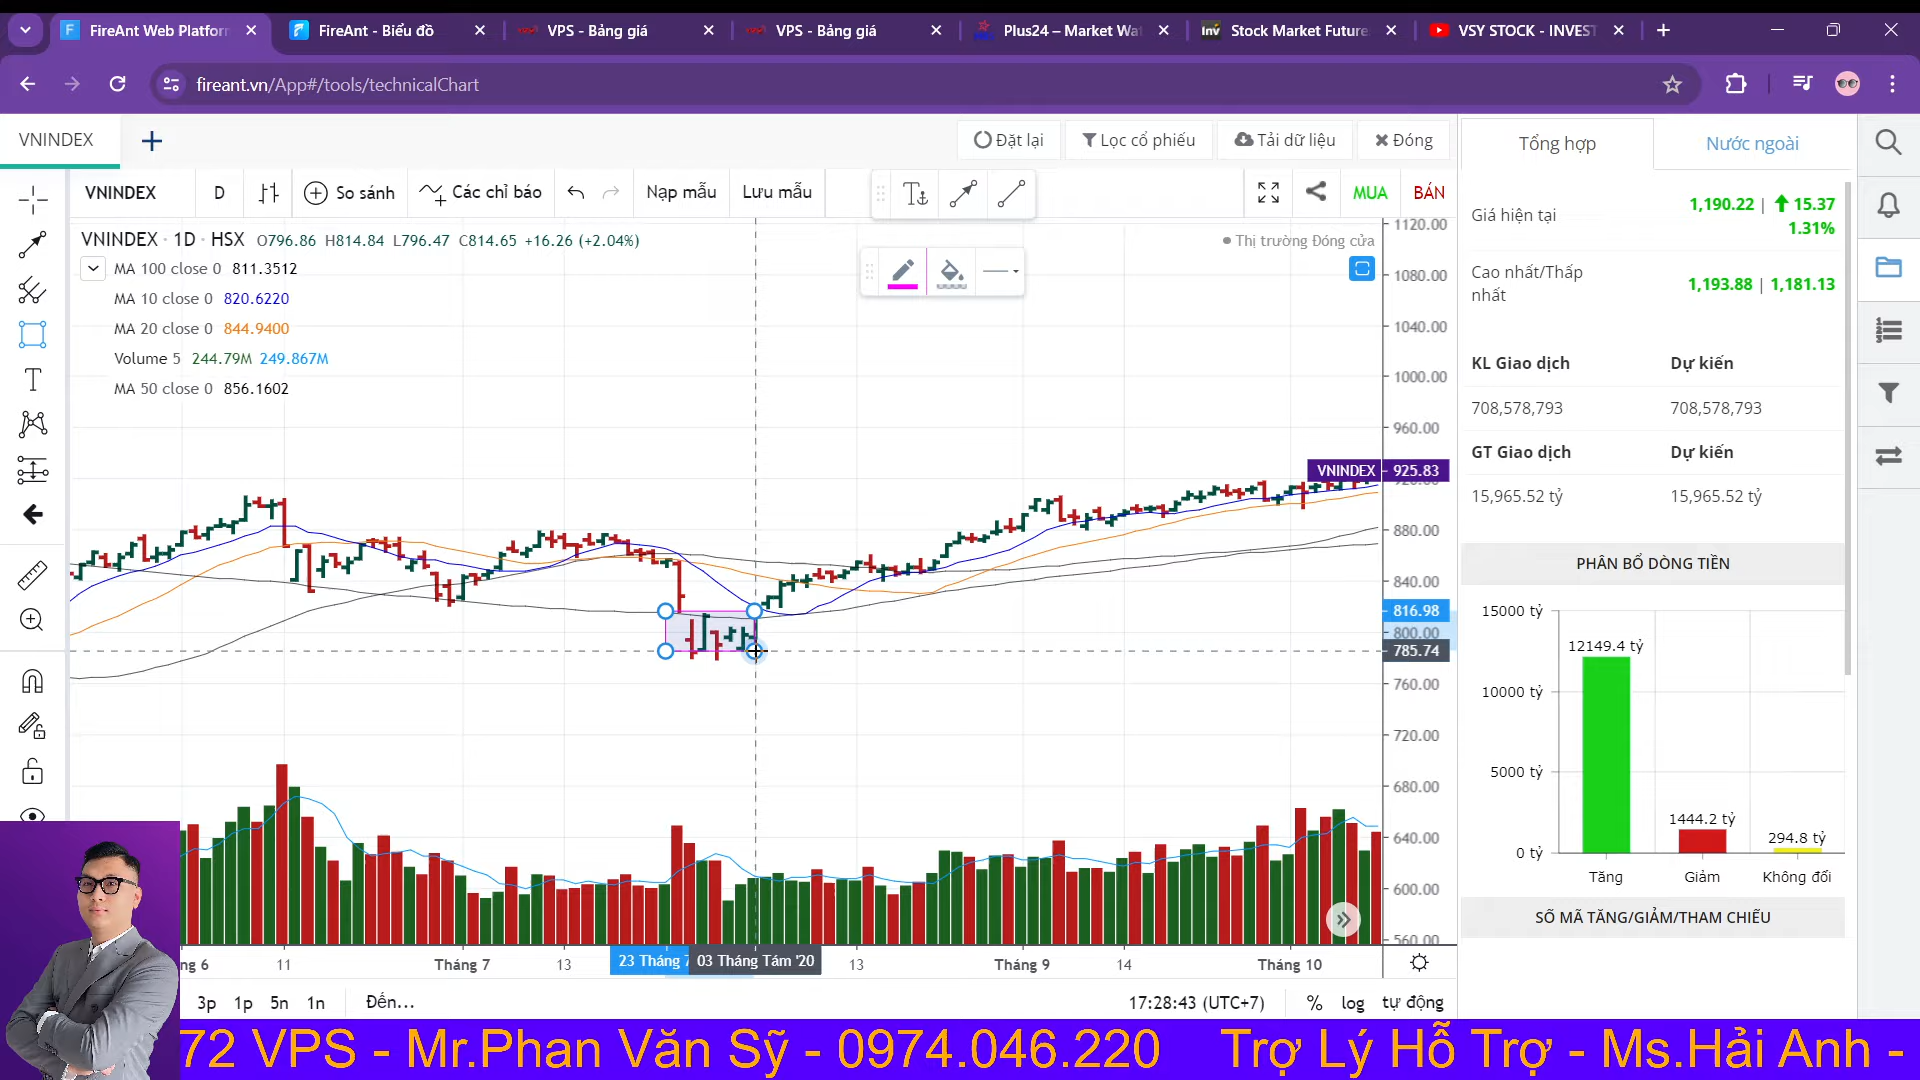 FireAnt Web Platform
FireAnt - Biểu đồ
VPS - Bảng giá
VPS - Bảng giá
Plus24 – Market Wa
Stock Market Future
VSY STOCK - INVEST
fireant.vn/App#/tools/technicalChart
VNINDEX
Đặt lại
Lọc cổ phiếu
Tải dữ liệu
Đóng
Tổng hợp
Nước ngoài
VNINDEX
D
So sánh
Các chỉ báo
Nạp mẫu
Lưu mẫu
MUA
BÁN
VNINDEX · 1D · HSX O796.86 H814.84 L796.47 C814.65 +16.26 (+2.04%)
Thị trường Đóng cửa
MA 100 close 0 811.3512
MA 10 close 0 820.6220
MA 20 close 0 844.9400
Volume 5 244.79M 249.867M
MA 50 close 0 856.1602
1120.00
1080.00
1040.00
1000.00
960.00
VNINDEX 925.83
880.00
840.00
816.98
800.00
785.74
760.00
720.00
680.00
640.00
600.00
560.00
ng 6
11
Tháng 7
13
23 Tháng 7
03 Tháng Tám '20
13
Tháng 9
14
Tháng 10
3p 1p 5n 1n
Đến...
17:28:43 (UTC+7)
% log tự động
Giá hiện tại
1,190.22 | 15.37
1.31%
Cao nhất/Thấp
nhất
1,193.88 | 1,181.13
KL Giao dịch Dự kiến
708,578,793 708,578,793
GT Giao dịch Dự kiến
15,965.52 tỷ 15,965.52 tỷ
PHÂN BỔ DÒNG TIỀN
15000 tỷ
10000 tỷ
5000 tỷ
0 tỷ
12149.4 tỷ
1444.2 tỷ
294.8 tỷ
Tăng
Giảm
Không đổi
SỐ MÃ TĂNG/GIẢM/THAM CHIẾU
72 VPS - Mr.Phan Văn Sỹ - 0974.046.220 Trợ Lý Hỗ Trợ - Ms.Hải Anh -